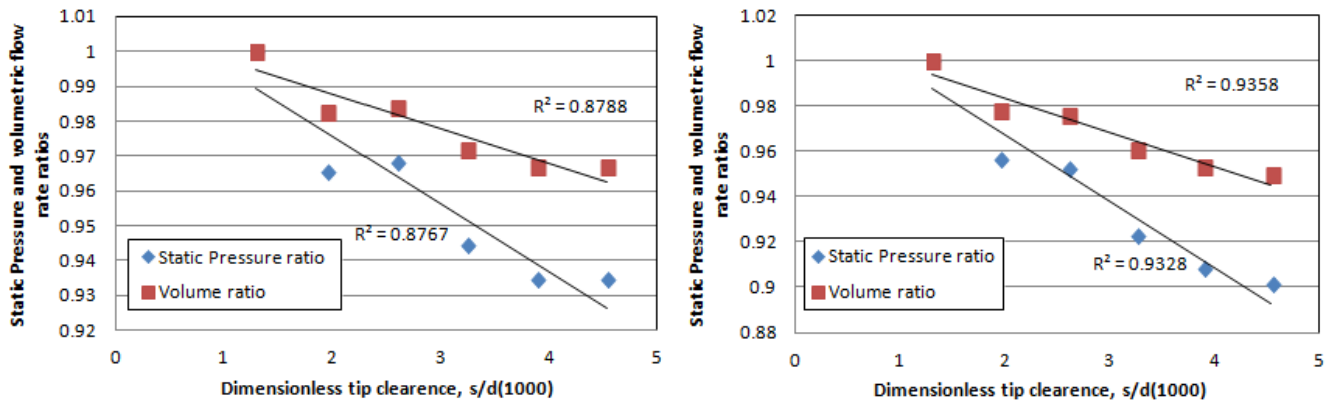 Static Pressure and volumetric flow
rate ratios
1.01
1
0.99
0.98
0.97
0.96
0.95
0.94
0.93
0.92
R² = 0.8788
R² = 0.8767
Static Pressure ratio
Volume ratio
0 1 2 3 4 5
Dimensionless tip clearence, s/d(1000)
Static Pressure and volumetric flow
rate ratios
1.02
1
0.98
0.96
0.94
0.92
0.9
0.88
R² = 0.9358
R² = 0.9328
Static Pressure ratio
Volume ratio
0 1 2 3 4 5
Dimensionless tip clearence, s/d(1000)